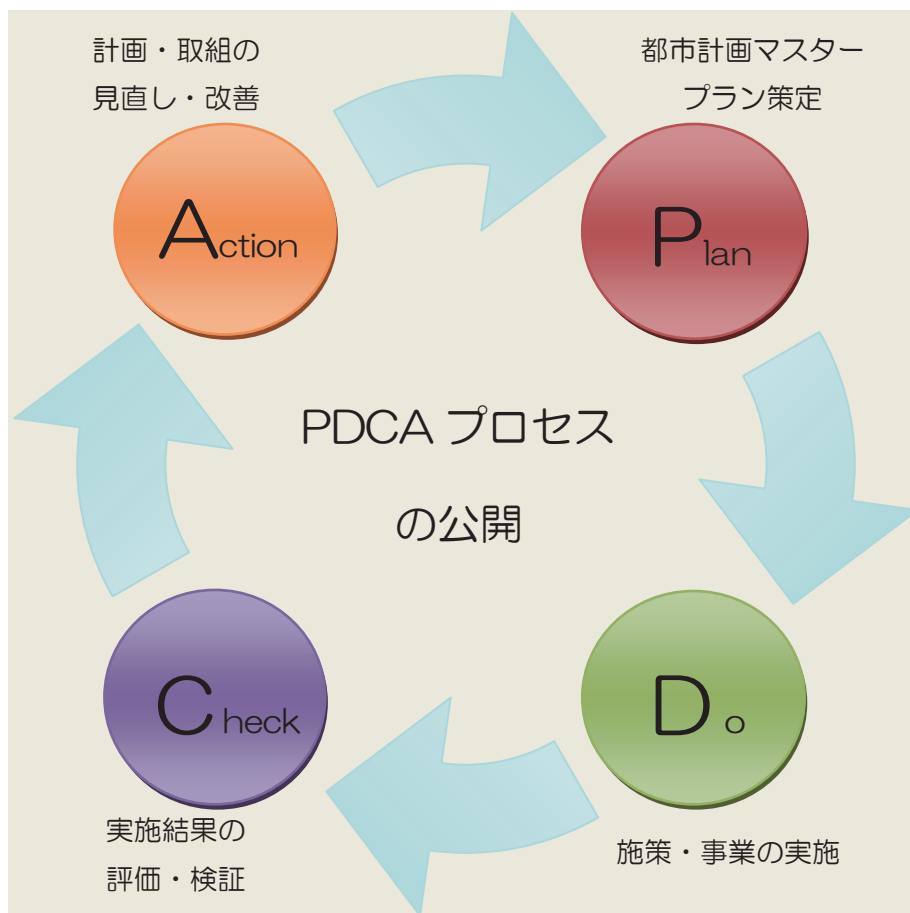 計画・取組の
見直し・改善
Action
都市計画マスター
プラン策定
Plan
PDCA プロセス
の公開
Check
実施結果の
評価・検証
Do
施策・事業の実施